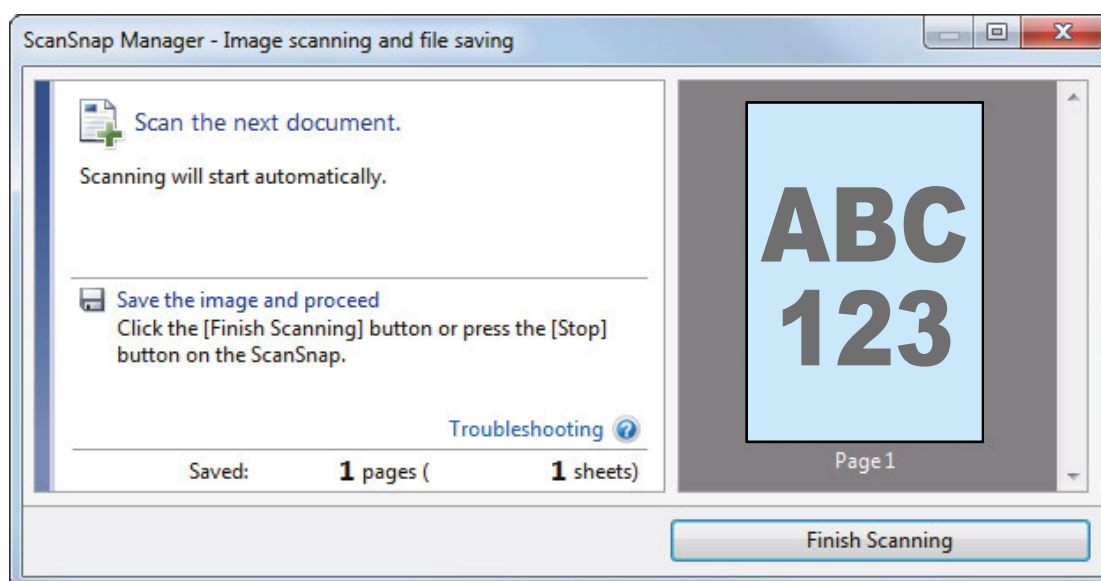 ScanSnap Manager - Image scanning and file saving
Scan the next document.
Scanning will start automatically.
Save the image and proceed
Click the [Finish Scanning] button or press the [Stop]
button on the ScanSnap.
Troubleshooting
Saved: 1 pages ( 1 sheets)
ABC
123
Page 1
Finish Scanning